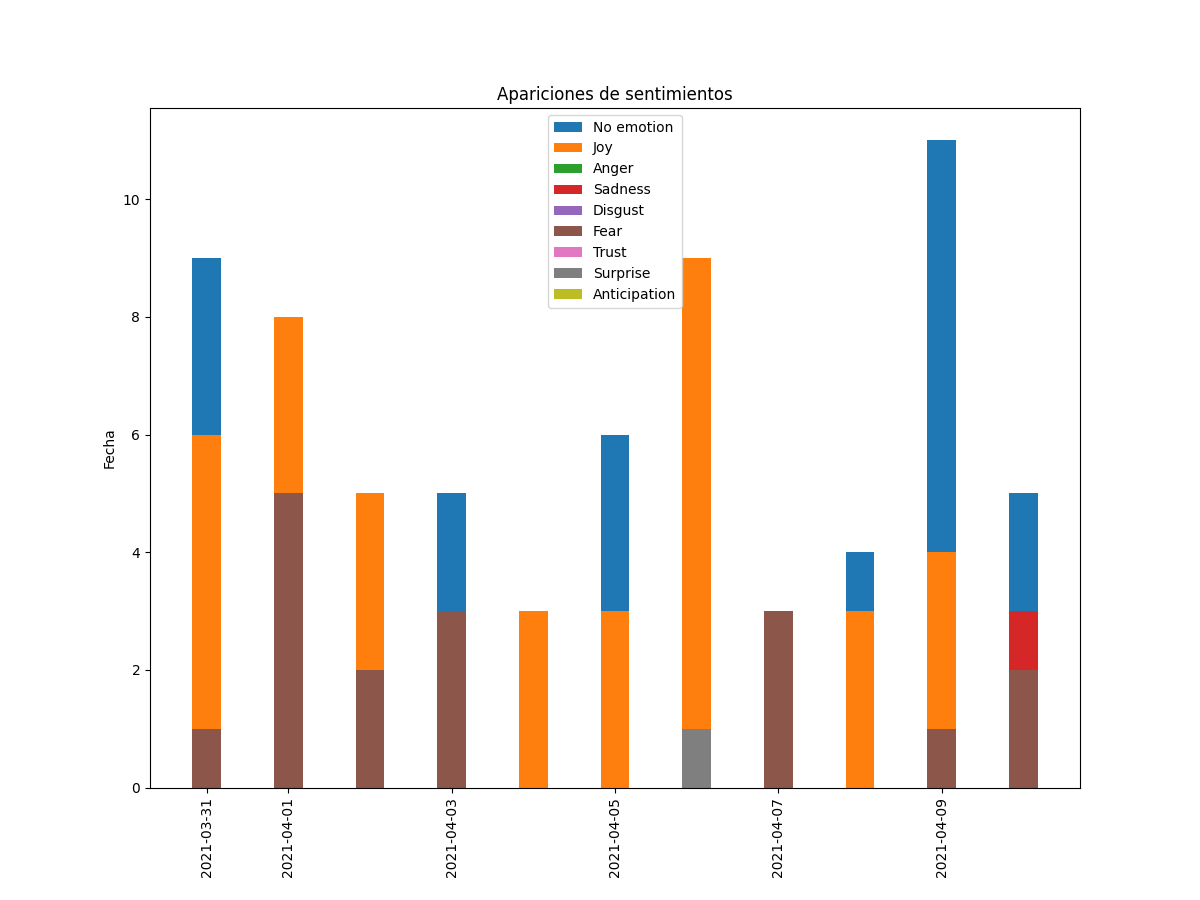 Apariciones de sentimientos
No emotion
Joy
Anger
Sadness
Disgust
Fear
Trust
Surprise
Anticipation
Fecha
10
8
6
4
2
0
2021-03-31
2021-04-01
2021-04-03
2021-04-05
2021-04-07
2021-04-09